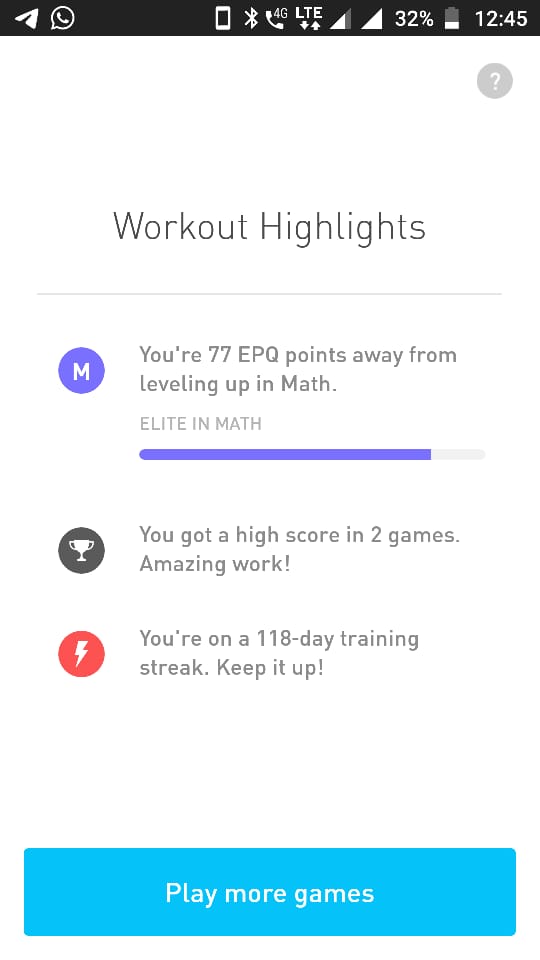 4G LTE 32% 12:45
?
Workout Highlights
M
You're 77 EPQ points away from
leveling up in Math.
ELITE IN MATH
You got a high score in 2 games.
Amazing work!
You're on a 118-day training
streak. Keep it up!
Play more games